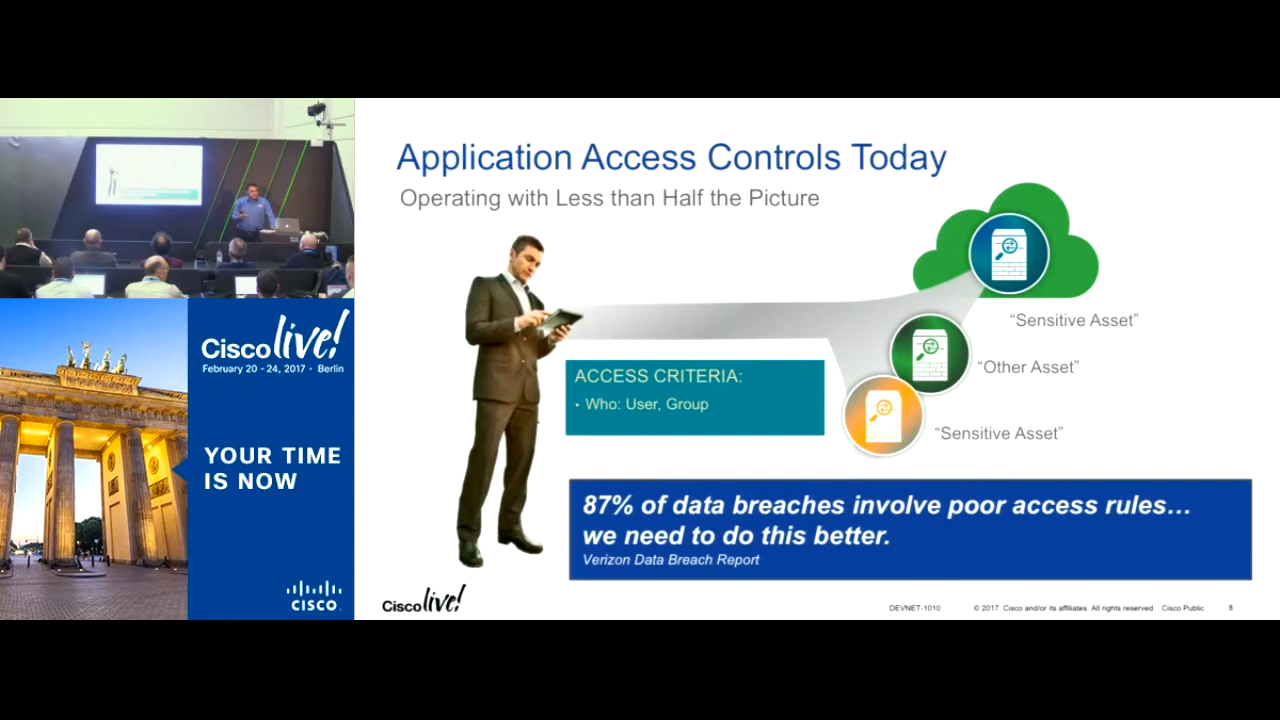 Application Access Controls Today
Operating with Less than Half the Picture
"Sensitive Asset"
"Other Asset"
"Sensitive Asset"
ACCESS CRITERIA:
• Who: User, Group
87% of data breaches involve poor access rules...
we need to do this better.
Verizon Data Breach Report
Cisco live!
DEVNET-1010 © 2017 Cisco and/or its affiliates. All rights reserved. Cisco Public 8
Cisco live!
February 20 - 24, 2017 • Berlin
YOUR TIME
IS NOW
CISCO.